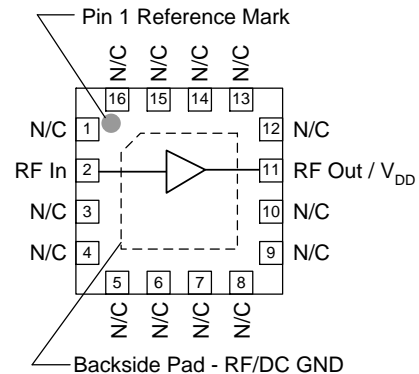 Pin 1 Reference Mark
N/C N/C N/C N/C
16 15 14 13
N/C 1 12 N/C
RF In 2 11 RF Out / VDD
N/C 3 10 N/C
N/C 4 9 N/C
5 6 7 8
N/C N/C N/C N/C
Backside Pad - RF/DC GND